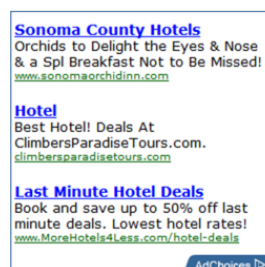 Sonoma County Hotels
Orchids to Delight the Eyes & Nose
& a Spl Breakfast Not to Be Missed!
www.sonomaorchidinn.com
Hotel
Best Hotel! Deals At
ClimbersParadiseTours.com.
climbersparadisetours.com
Last Minute Hotel Deals
Book and save up to 50% off last
minute deals. Lowest hotel rates!
www.MoreHotels4Less.com/hotel-deals
AdChoices